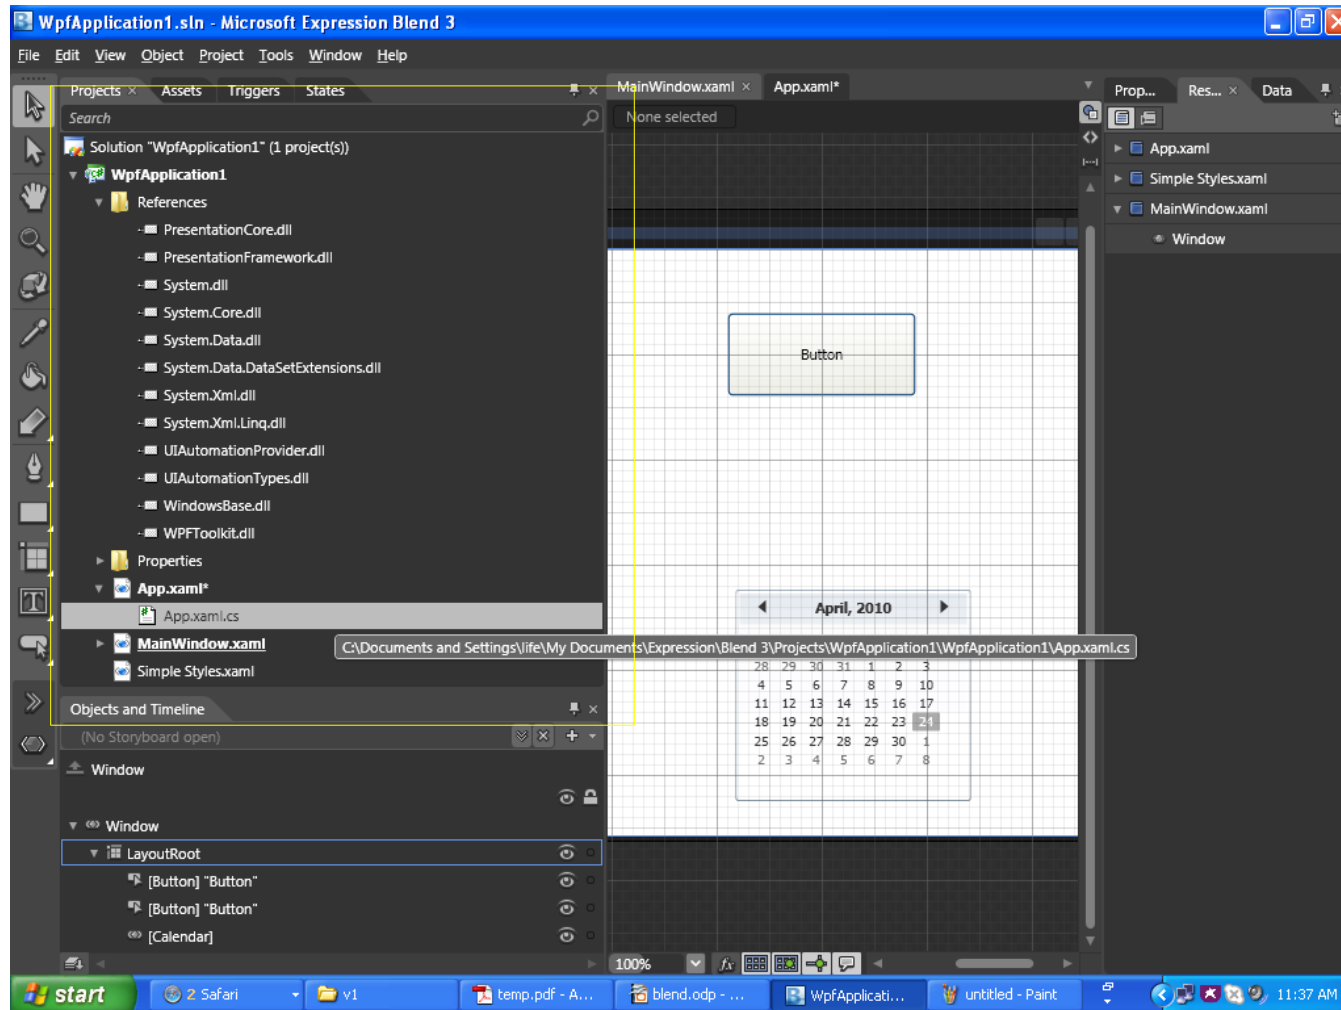 WpfApplication1.sln - Microsoft Expression Blend 3
File Edit View Object Project Tools Window Help
Projects Assets Triggers States
Search
Solution "WpfApplication1" (1 project(s))
WpfApplication1
References
PresentationCore.dll
PresentationFramework.dll
System.dll
System.Core.dll
System.Data.dll
System.Data.DataSetExtensions.dll
System.Xml.dll
System.Xml.Linq.dll
UIAutomationProvider.dll
UIAutomationTypes.dll
WindowsBase.dll
WPFToolkit.dll
Properties
App.xaml*
App.xaml.cs
MainWindow.xaml
C:\Documents and Settings\life\My Documents\Expression\Blend 3\Projects\WpfApplication1\WpfApplication1\App.xaml.cs
Simple Styles.xaml
Objects and Timeline
(No Storyboard open)
Window
Window
LayoutRoot
[Button] "Button"
[Button] "Button"
[Calendar]
MainWindow.xaml App.xaml*
None selected
Button
April, 2010
28 29 30 31 1 2 3
4 5 6 7 8 9 10
11 12 13 14 15 16 17
18 19 20 21 22 23 24
25 26 27 28 29 30 1
2 3 4 5 6 7 8
100%
fx
Prop... Res... Data
App.xaml
Simple Styles.xaml
MainWindow.xaml
Window
start 2 Safari v1 temp.pdf - A... blend.odp - ... WpfApplicati... untitled - Paint 11:37 AM